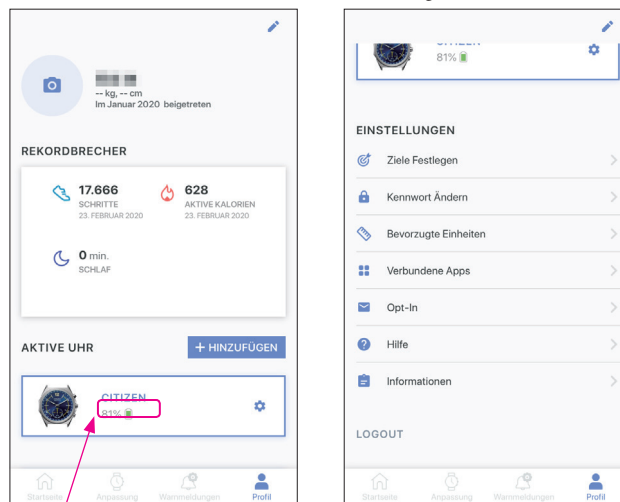 -- kg, -- cm
Im Januar 2020 beigetreten
REKORDBRECHER
17.666
SCHRITTE
23. FEBRUAR 2020
628
AKTIVE KALORIEN
23. FEBRUAR 2020
0 min.
SCHLAF
AKTIVE UHR
+ HINZUFÜGEN
CITIZEN
81%
Startseite
Anpassung
Warnmeldungen
Profil
CITIZEN
81%
EINSTELLUNGEN
Ziele Festlegen
Kennwort Ändern
Bevorzugte Einheiten
Verbundene Apps
Opt-In
Hilfe
Informationen
LOGOUT
Startseite
Anpassung
Warnmeldungen
Profil